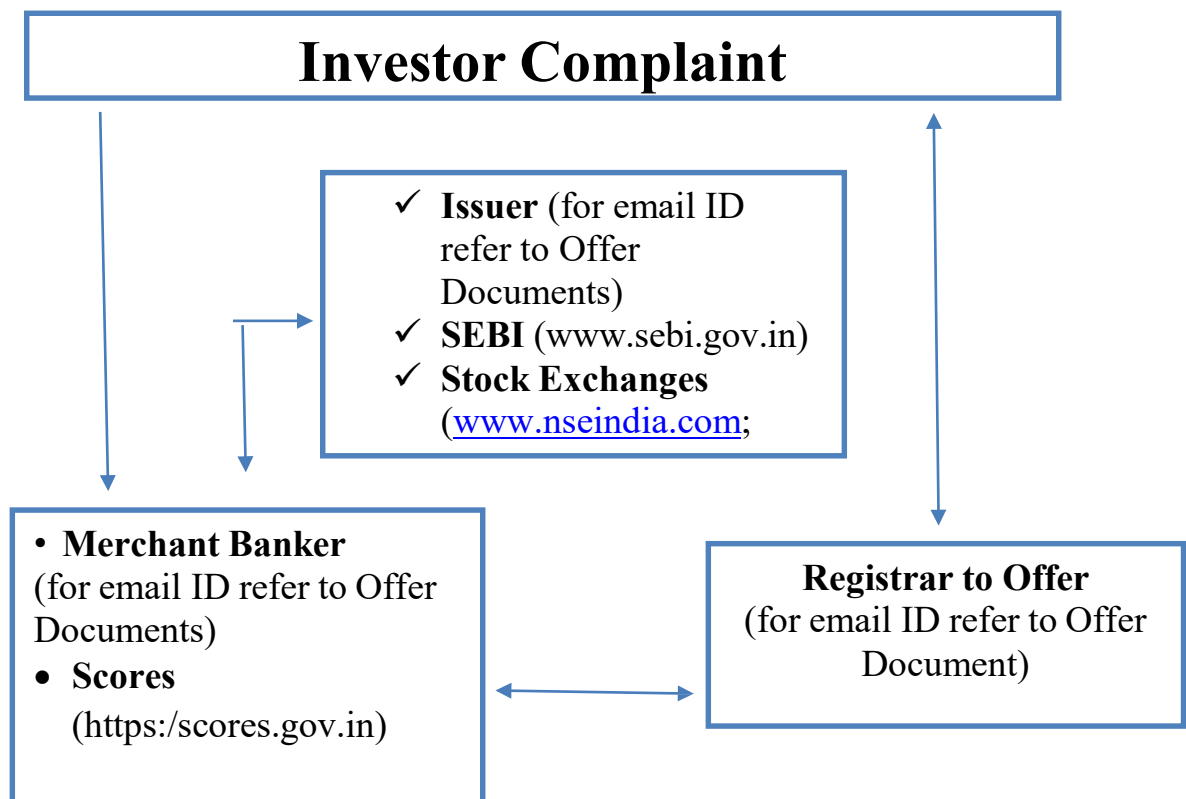 Investor Complaint
✓ Issuer (for email ID
refer to Offer
Documents)
✓ SEBI (www.sebi.gov.in)
✓ Stock Exchanges
(www.nseindia.com;
• Merchant Banker
(for email ID refer to Offer
Documents)
• Scores
(https:/scores.gov.in)
Registrar to Offer
(for email ID refer to Offer
Document)